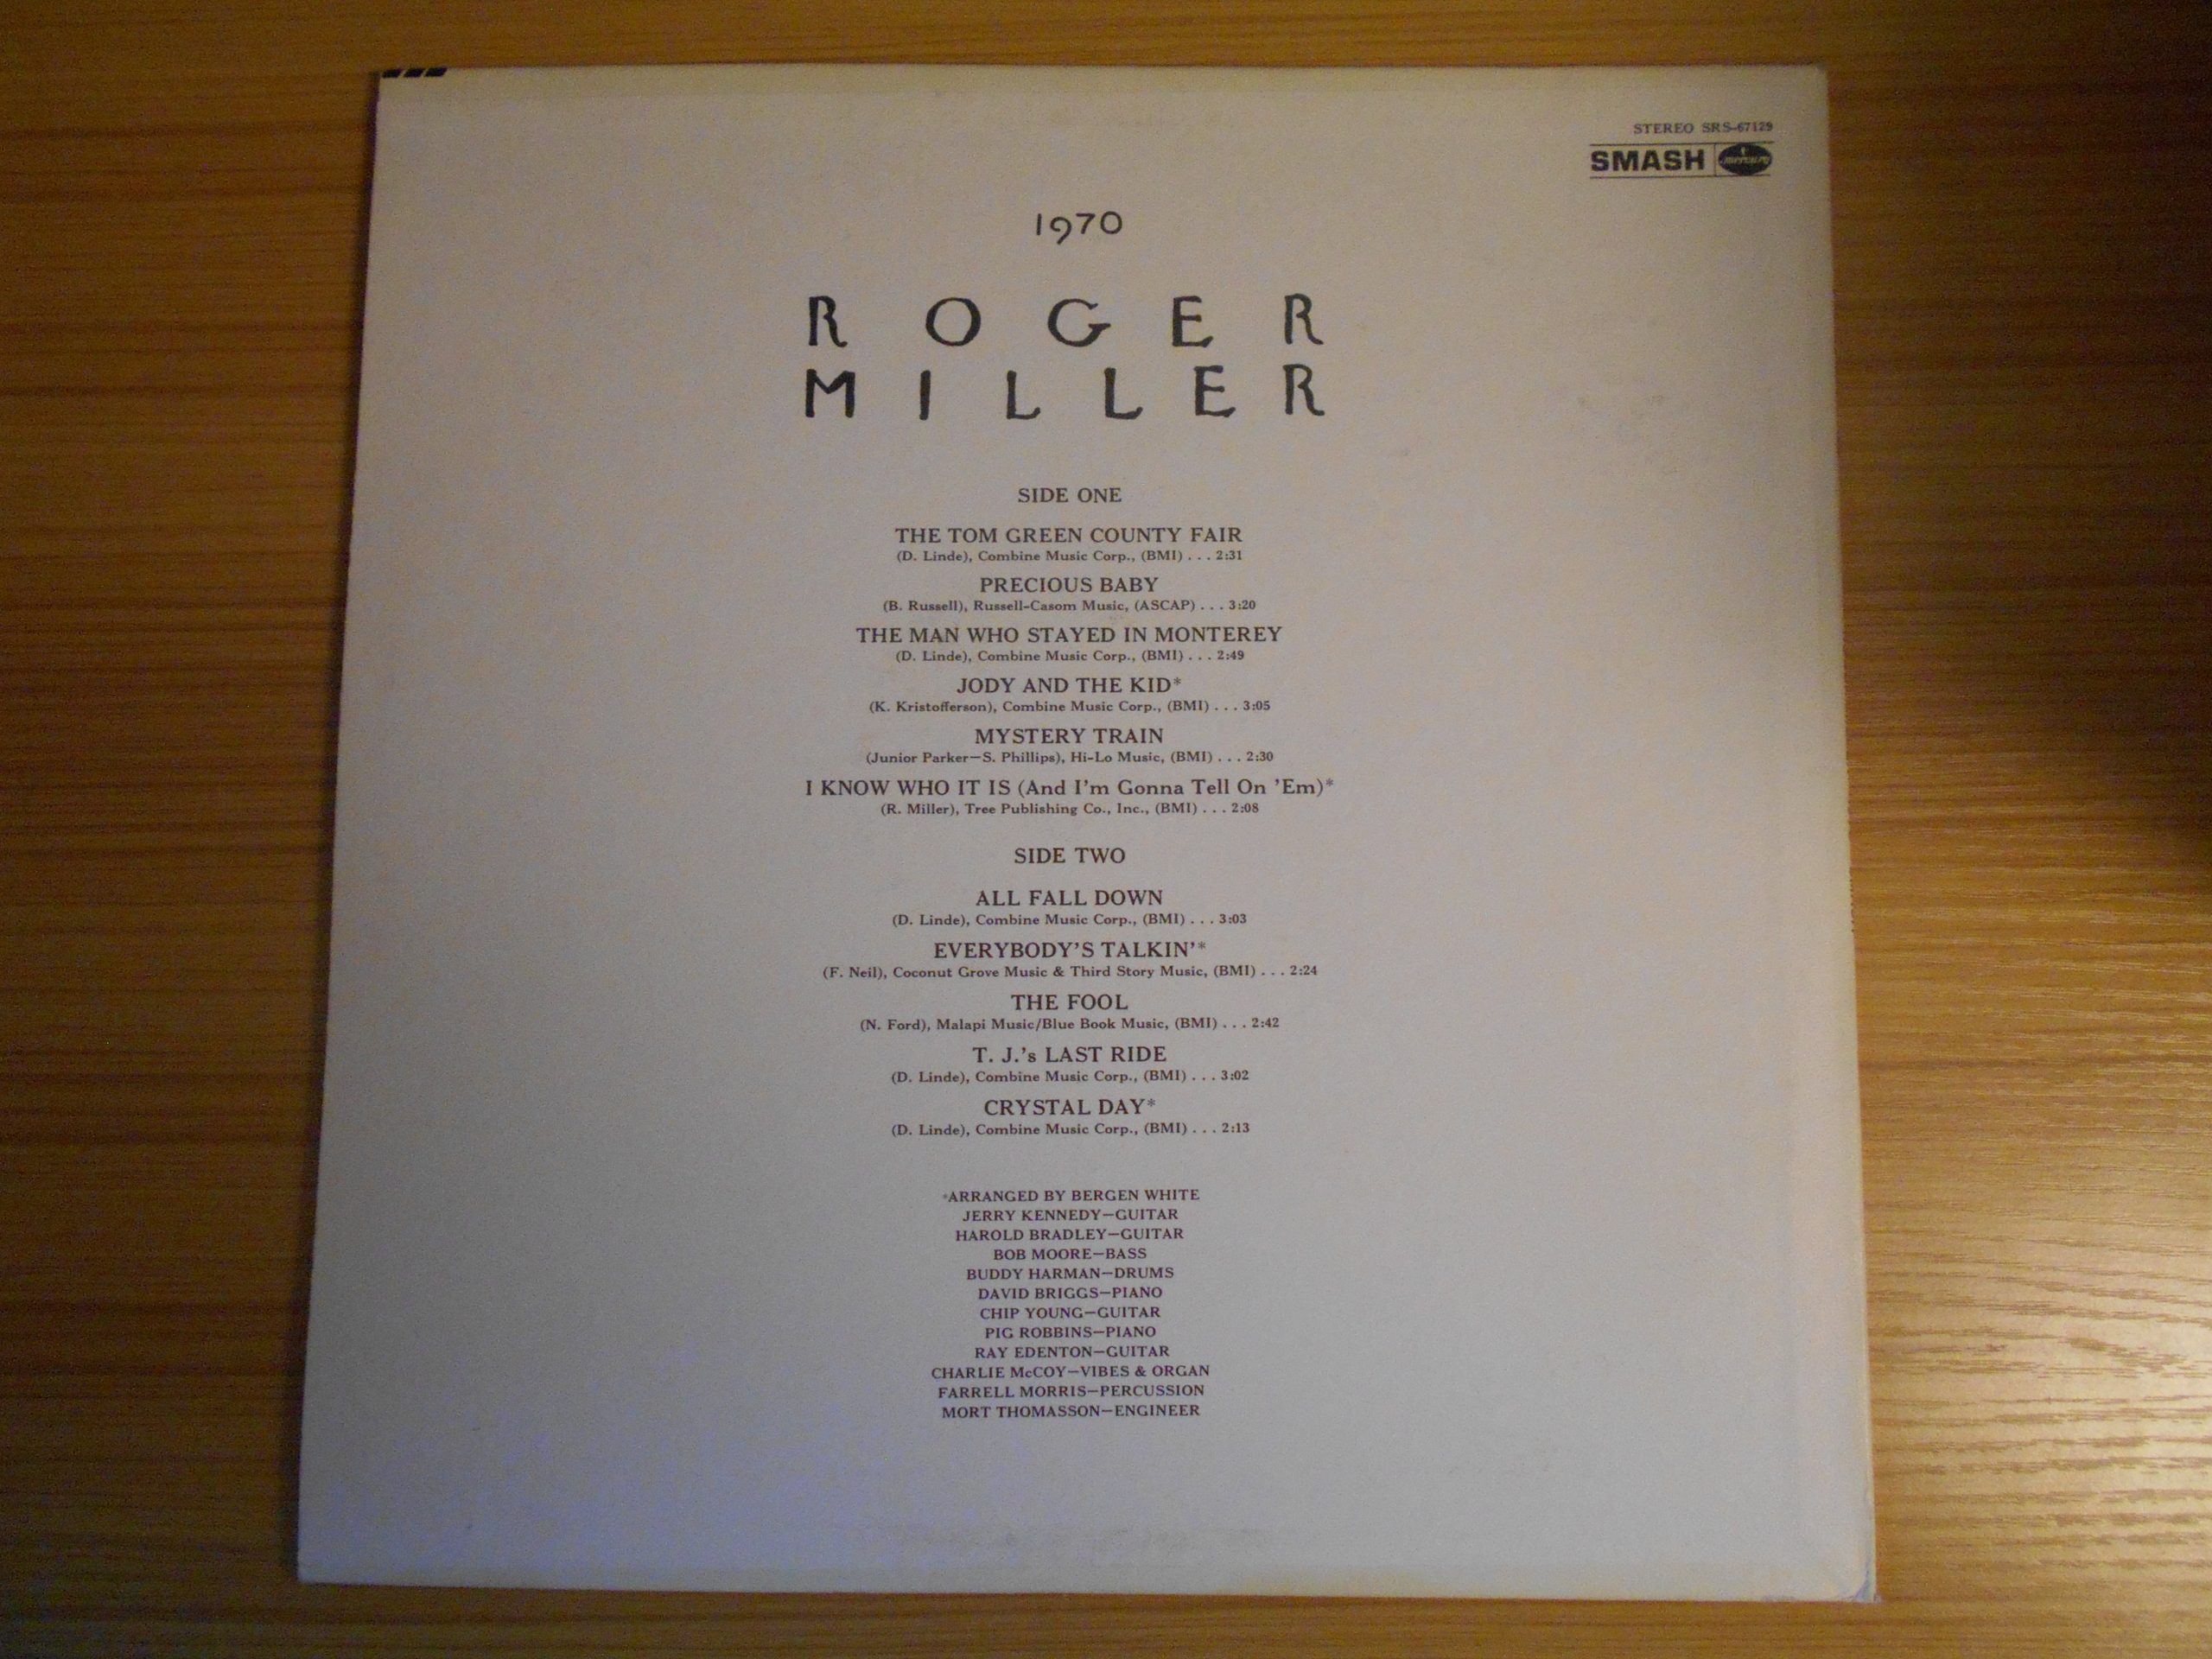 STEREO SRS-67129
SMASH mercury
1970
ROGER
MILLER
SIDE ONE
THE TOM GREEN COUNTY FAIR
(D. Linde), Combine Music Corp., (BMI) . . . 2:31
PRECIOUS BABY
(B. Russell), Russell-Casom Music, (ASCAP) . . . 3:20
THE MAN WHO STAYED IN MONTEREY
(D. Linde), Combine Music Corp., (BMI) . . . 2:49
JODY AND THE KID*
(K. Kristofferson), Combine Music Corp., (BMI) . . . 3:05
MYSTERY TRAIN
(Junior Parker—S. Phillips), Hi-Lo Music, (BMI) . . . 2:30
I KNOW WHO IT IS (And I'm Gonna Tell On 'Em)*
(R. Miller), Tree Publishing Co., Inc., (BMI) . . . 2:08
SIDE TWO
ALL FALL DOWN
(D. Linde), Combine Music Corp., (BMI) . . . 3:03
EVERYBODY'S TALKIN'*
(F. Neil), Coconut Grove Music & Third Story Music, (BMI) . . . 2:24
THE FOOL
(N. Ford), Malapi Music/Blue Book Music, (BMI) . . . 2:42
T. J.'s LAST RIDE
(D. Linde), Combine Music Corp., (BMI) . . . 3:02
CRYSTAL DAY*
(D. Linde), Combine Music Corp., (BMI) . . . 2:13
*ARRANGED BY BERGEN WHITE
JERRY KENNEDY—GUITAR
HAROLD BRADLEY—GUITAR
BOB MOORE—BASS
BUDDY HARMAN—DRUMS
DAVID BRIGGS—PIANO
CHIP YOUNG—GUITAR
PIG ROBBINS—PIANO
RAY EDENTON—GUITAR
CHARLIE McCOY—VIBES & ORGAN
FARRELL MORRIS—PERCUSSION
MORT THOMASSON—ENGINEER